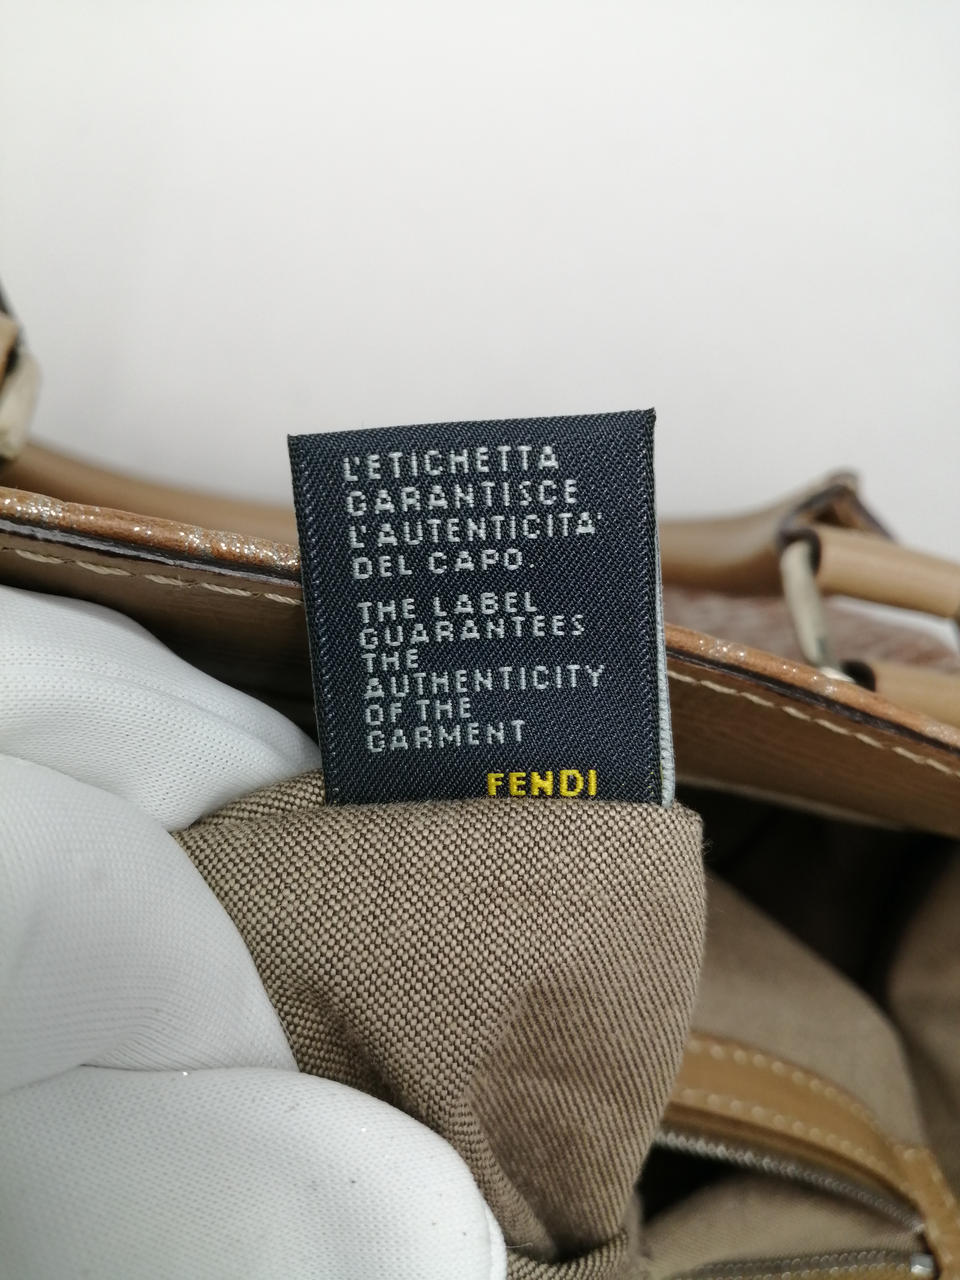 L'ETICHETTA
GARANTISCE
L'AUTENTICITA'
DEL CAPO.
THE LABEL
GUARANTEES
THE
AUTHENTICITY
OF THE
GARMENT
FENDI